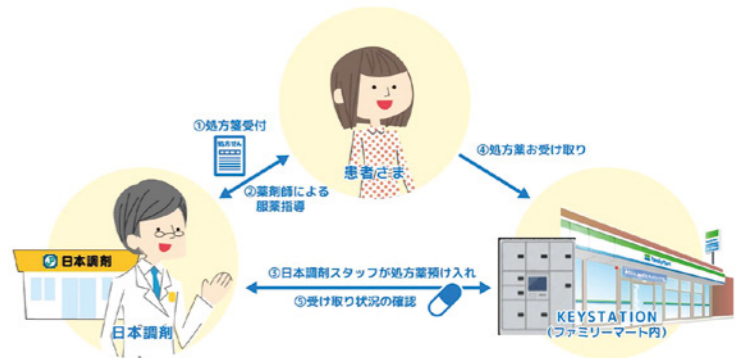 ①処方箋受付
処方せん
②薬剤師による
服薬指導
患者さま
④処方薬お受け取り
日本調剤
日本調剤
③日本調剤スタッフが処方薬預け入れ
⑤受け取り状況の確認
FamilyMart
KEYSTATION
(ファミリーマート内)